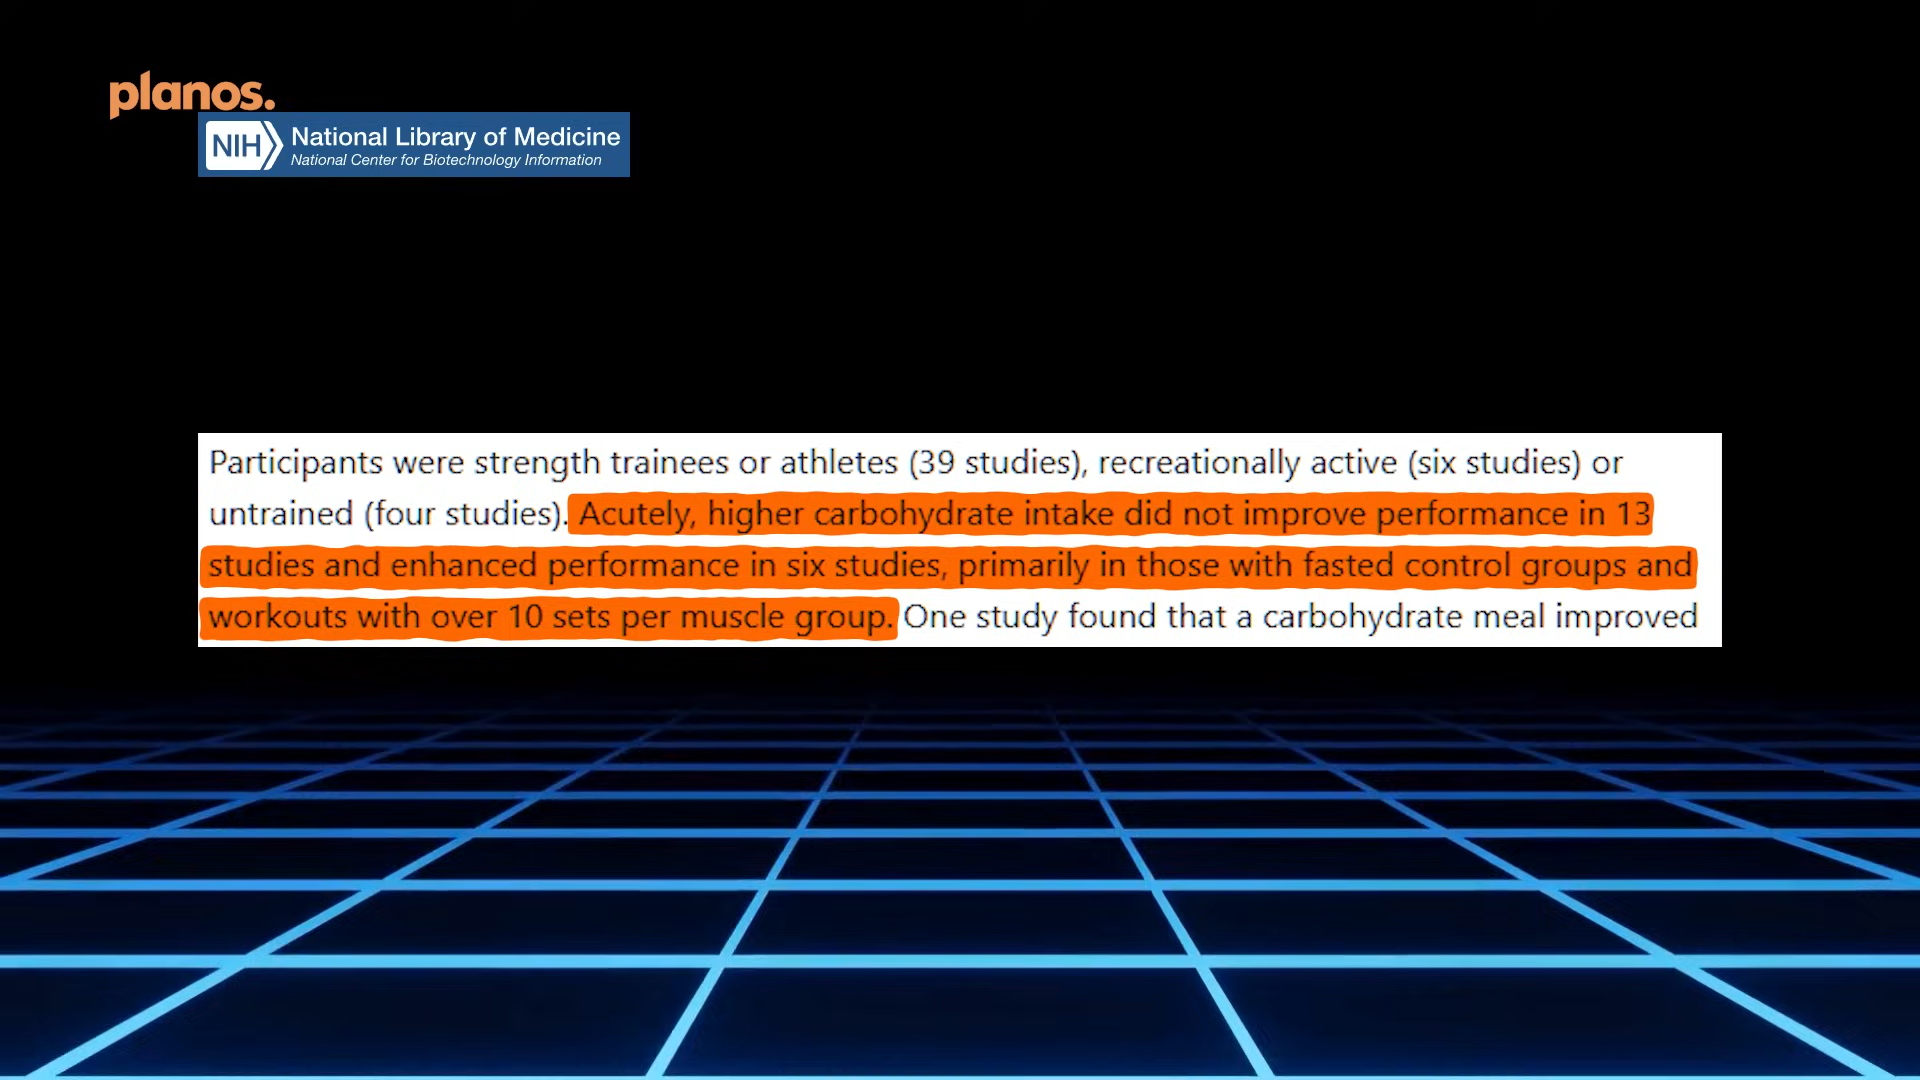 planos.
NIH National Library of Medicine
National Center for Biotechnology Information
Participants were strength trainees or athletes (39 studies), recreationally active (six studies) or
untrained (four studies). Acutely, higher carbohydrate intake did not improve performance in 13
studies and enhanced performance in six studies, primarily in those with fasted control groups and
workouts with over 10 sets per muscle group. One study found that a carbohydrate meal improved